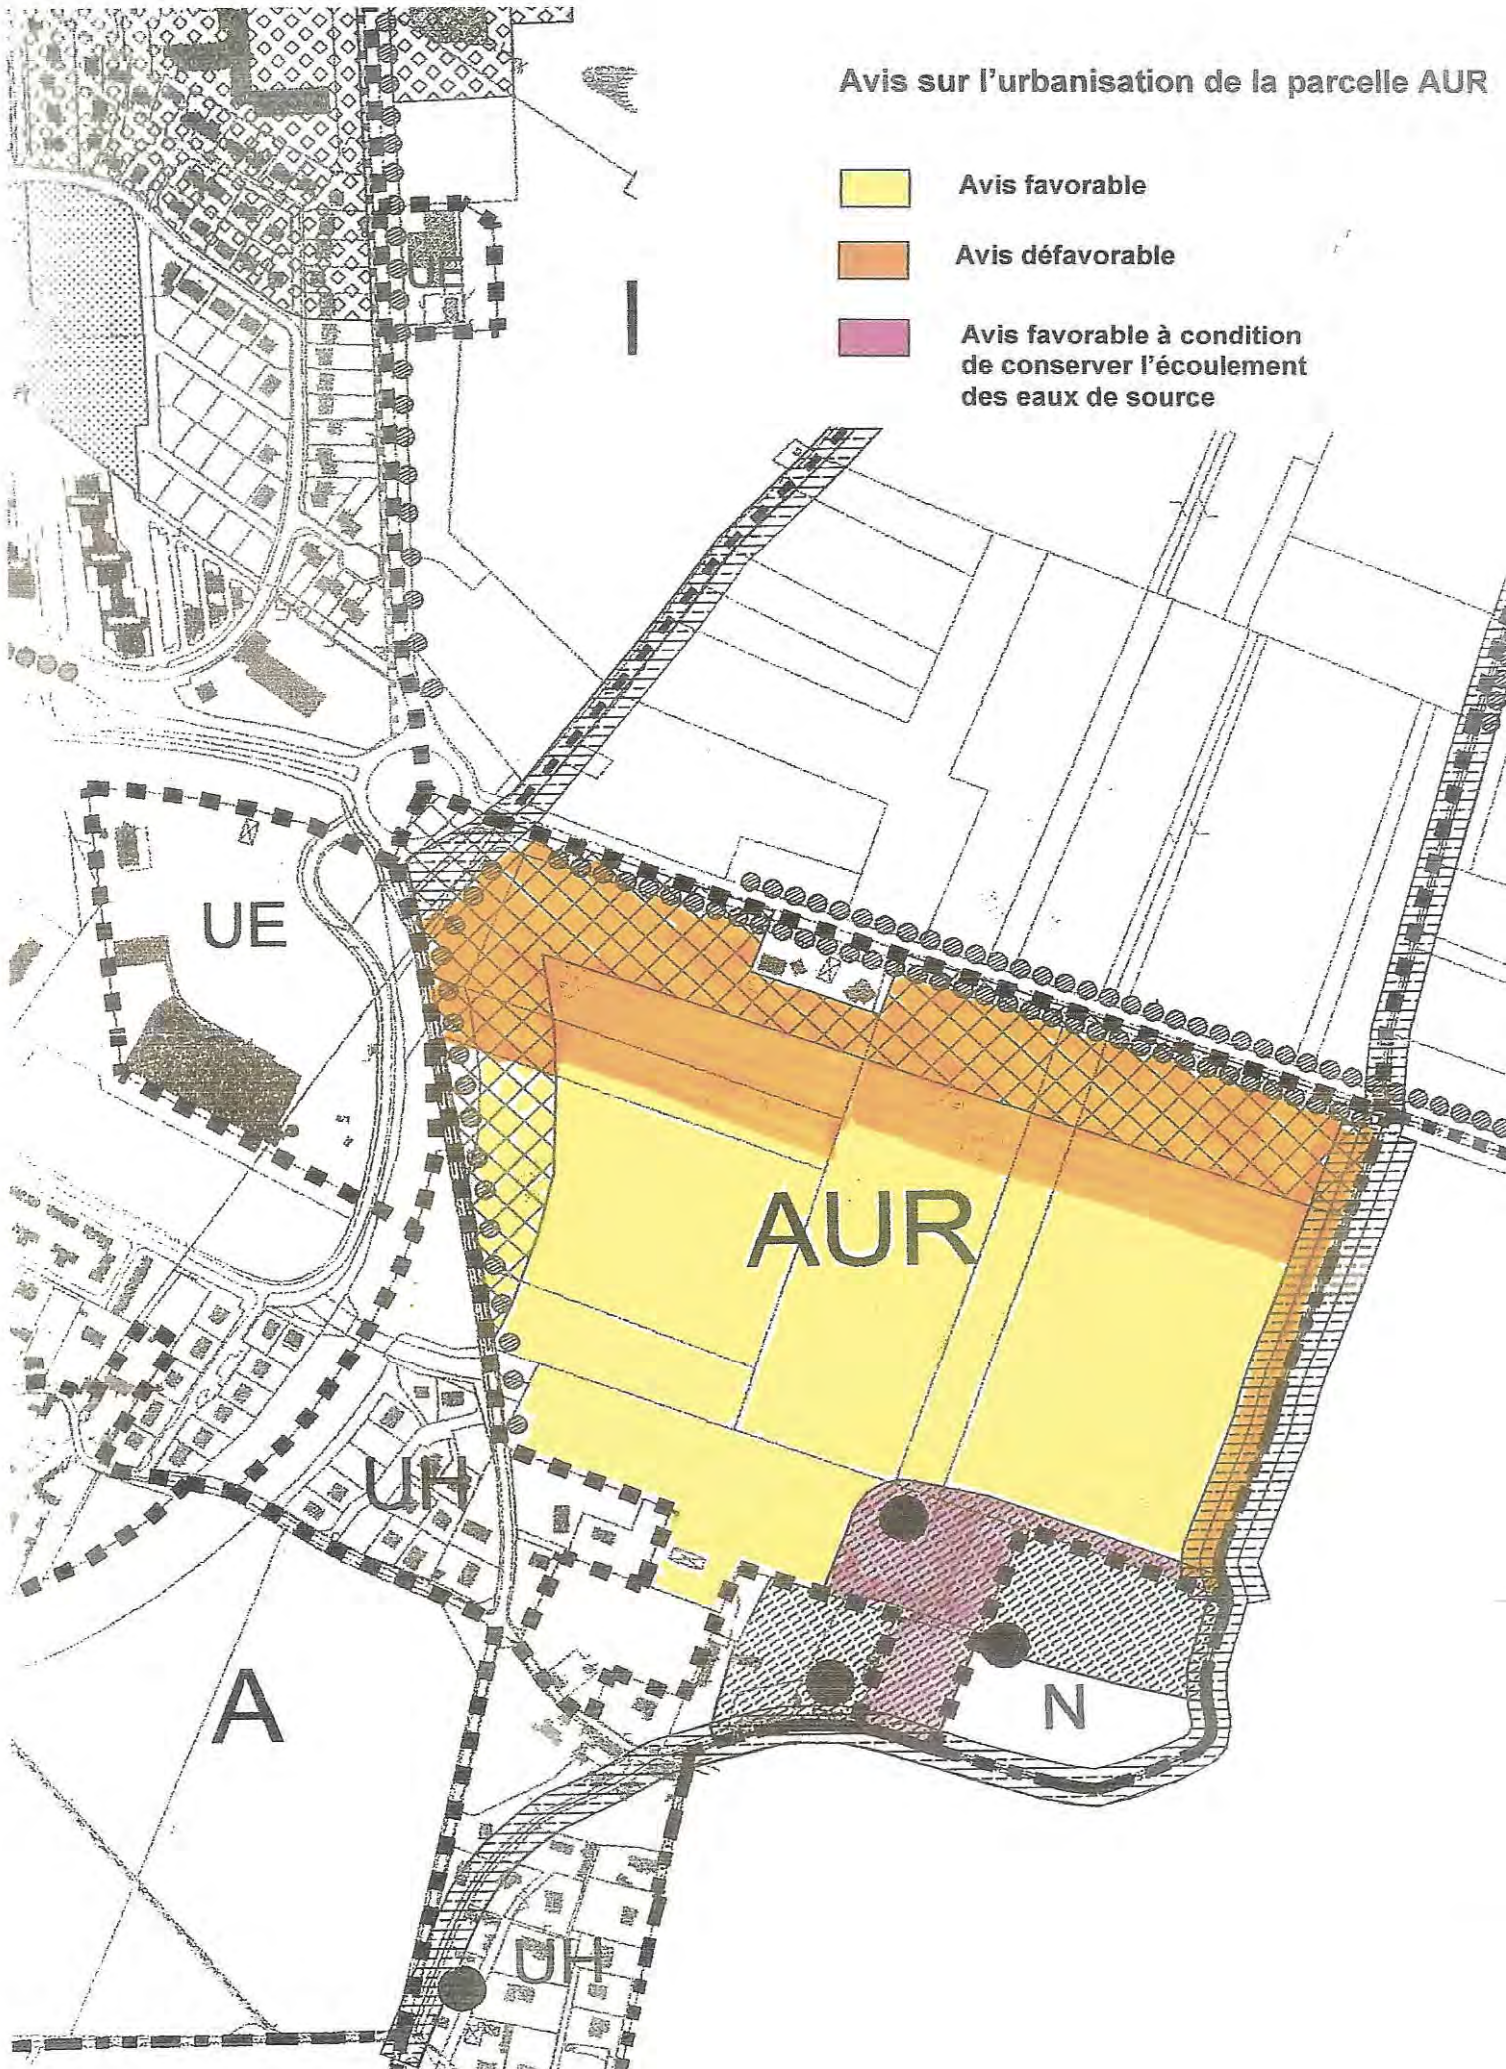 Avis sur l'urbanisation de la parcelle AUR
Avis favorable
Avis défavorable
Avis favorable à condition
de conserver l'écoulement
des eaux de source
UE
UE
AUR
UH
A
N
UH